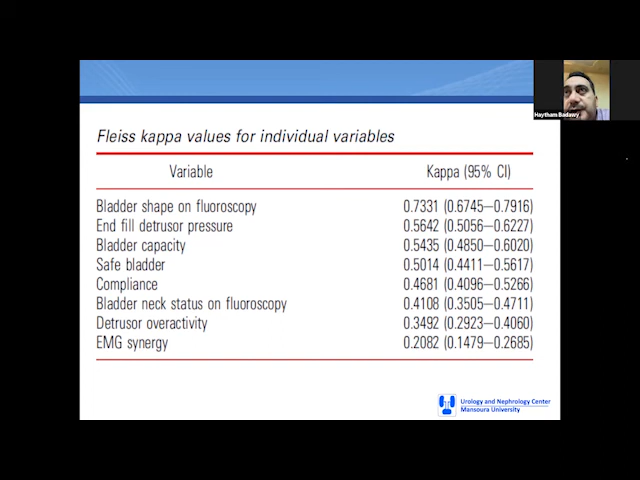 Haytham Badawy
Fleiss kappa values for individual variables
Variable Kappa (95% CI)
Bladder shape on fluoroscopy 0.7331 (0.6745—0.7916)
End fill detrusor pressure 0.5642 (0.5056—0.6227)
Bladder capacity 0.5435 (0.4850—0.6020)
Safe bladder 0.5014 (0.4411—0.5617)
Compliance 0.4681 (0.4096—0.5266)
Bladder neck status on fluoroscopy 0.4108 (0.3505—0.4711)
Detrusor overactivity 0.3492 (0.2923—0.4060)
EMG synergy 0.2082 (0.1479—0.2685)
Urology and Nephrology Center
Mansoura University